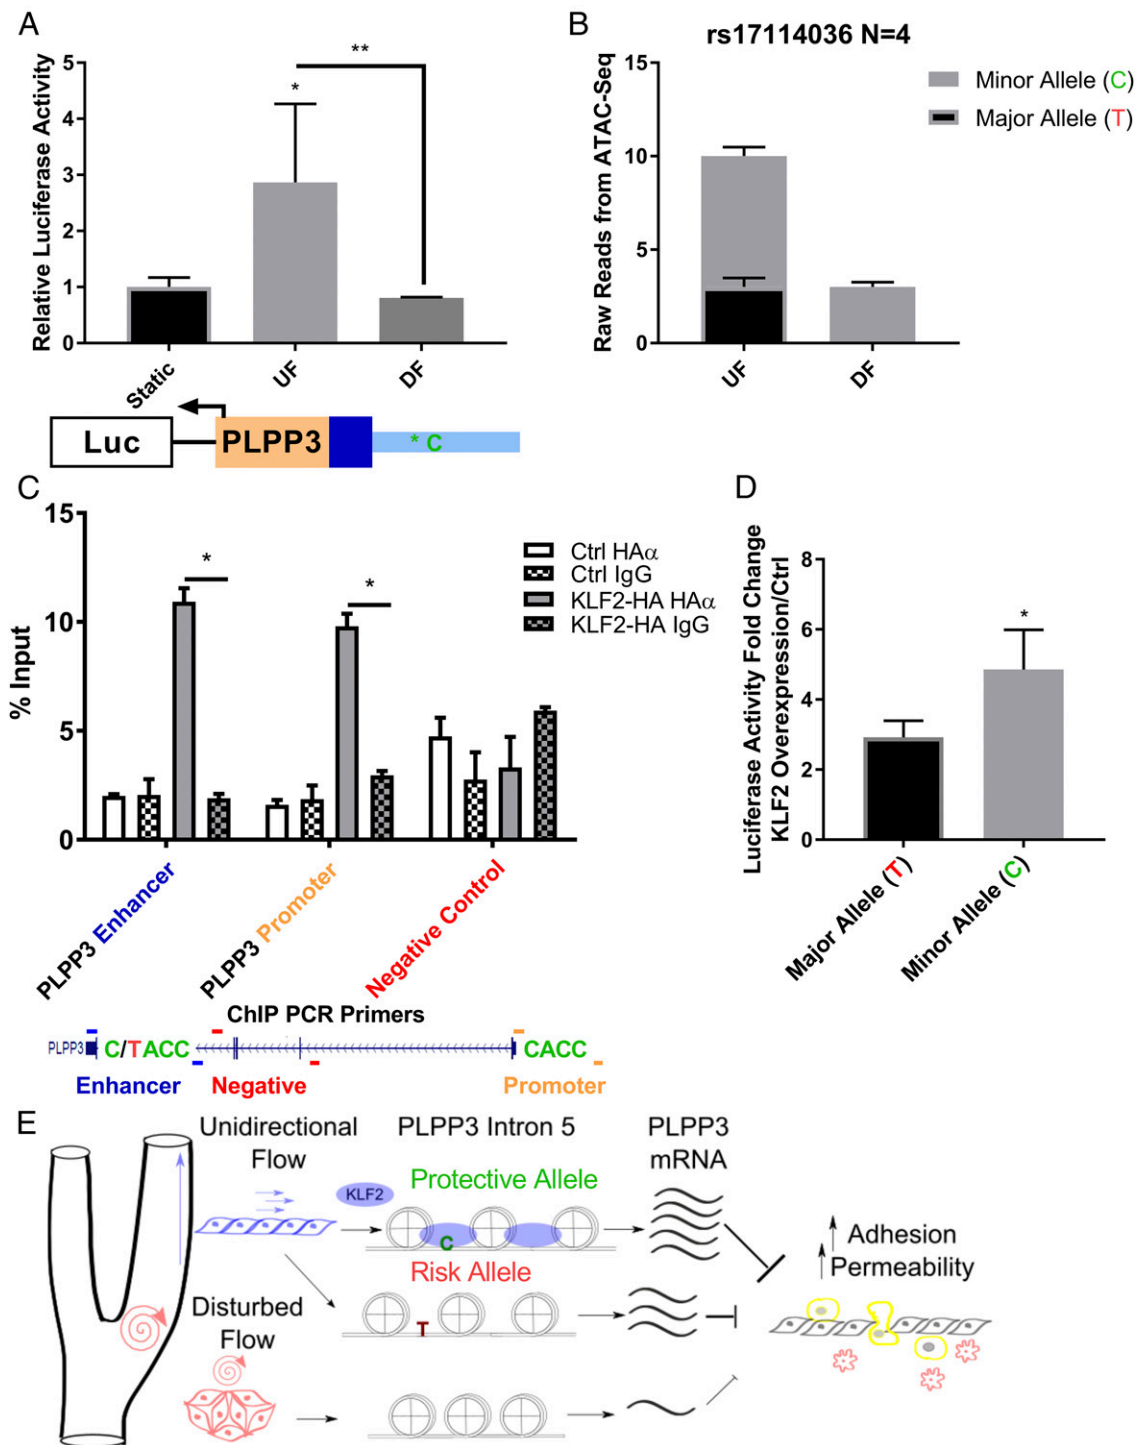 A
Relative Luciferase Activity
5
4
3
2
1
0
*
**
Static
UF
DF
Luc
PLPP3
* C
B
rs17114036 N=4
Raw Reads from ATAC-Seq
15
10
5
0
UF
DF
Minor Allele (C)
Major Allele (T)
C
% Input
15
10
5
0
*
*
Ctrl HAα
Ctrl IgG
KLF2-HA HAα
KLF2-HA IgG
PLPP3 Enhancer
PLPP3 Promoter
Negative Control
ChIP PCR Primers
PLPP3
C/TACC
CACC
Enhancer
Negative
Promoter
D
Luciferase Activity Fold Change
KLF2 Overexpression/Ctrl
8
6
4
2
0
*
Major Allele (T)
Minor Allele (C)
E
Unidirectional
Flow
PLPP3 Intron 5
PLPP3
mRNA
KLF2
Protective Allele
C
Risk Allele
T
Disturbed
Flow
Adhesion
Permeability